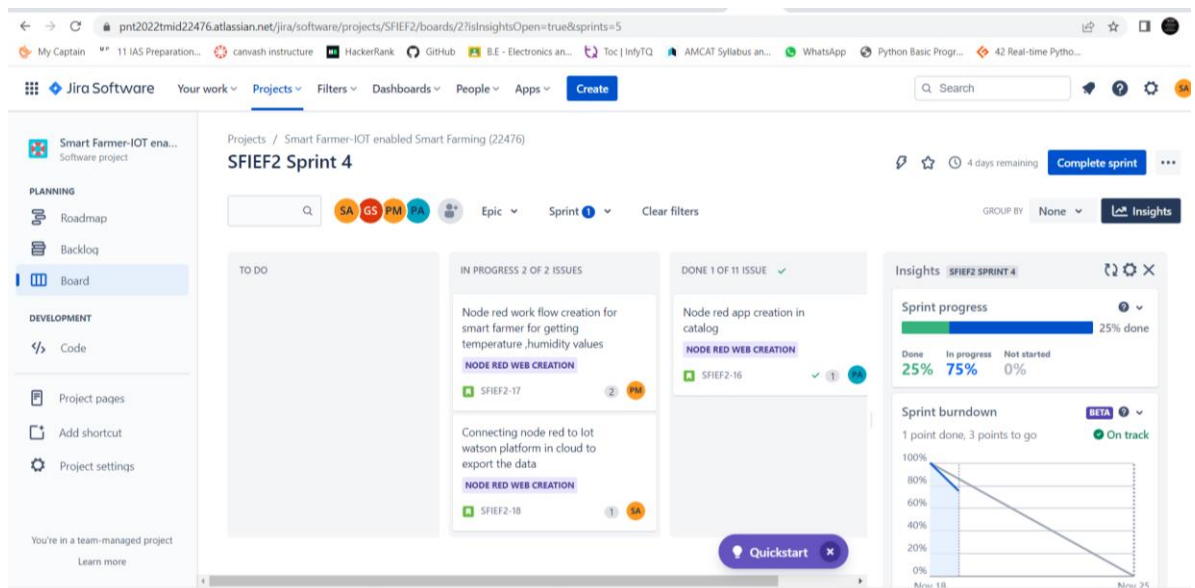 pnt2022tmid22476.atlassian.net/jira/software/projects/SFIEF2/boards/2?isInsightsOpen=true&sprints=5
My Captain
11 IAS Preparation...
canvash instructure
HackerRank
GitHub
B.E - Electronics an...
Toc | InfyTQ
AMCAT Syllabus an...
WhatsApp
Python Basic Progr...
42 Real-time Pytho...
Jira Software
Your work
Projects
Filters
Dashboards
People
Apps
Create
Search
SA
Smart Farmer-IOT ena...
Software project
PLANNING
Roadmap
Backlog
Board
DEVELOPMENT
Code
Project pages
Add shortcut
Project settings
You're in a team-managed project
Learn more
Projects / Smart Farmer-IOT enabled Smart Farming (22476)
SFIEF2 Sprint 4
4 days remaining
Complete sprint
SA GS PM PA
Epic
Sprint 1
Clear filters
GROUP BY
None
Insights
TO DO
IN PROGRESS 2 OF 2 ISSUES
Node red work flow creation for
smart farmer for getting
temperature ,humidity values
NODE RED WEB CREATION
SFIEF2-17
2 PM
Connecting node red to Iot
watson platform in cloud to
export the data
NODE RED WEB CREATION
SFIEF2-18
1 SA
DONE 1 OF 11 ISSUE
Node red app creation in
catalog
NODE RED WEB CREATION
SFIEF2-16
1 PA
Quickstart
Insights SFIEF2 SPRINT 4
Sprint progress
25% done
Done In progress Not started
25% 75% 0%
Sprint burndown
BETA
1 point done, 3 points to go
On track
100%
80%
60%
40%
20%
0%
Nov 18
Nov 25